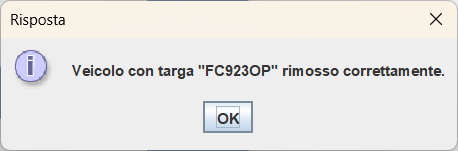 Risposta
Veicolo con targa "FC923OP" rimosso correttamente.
OK